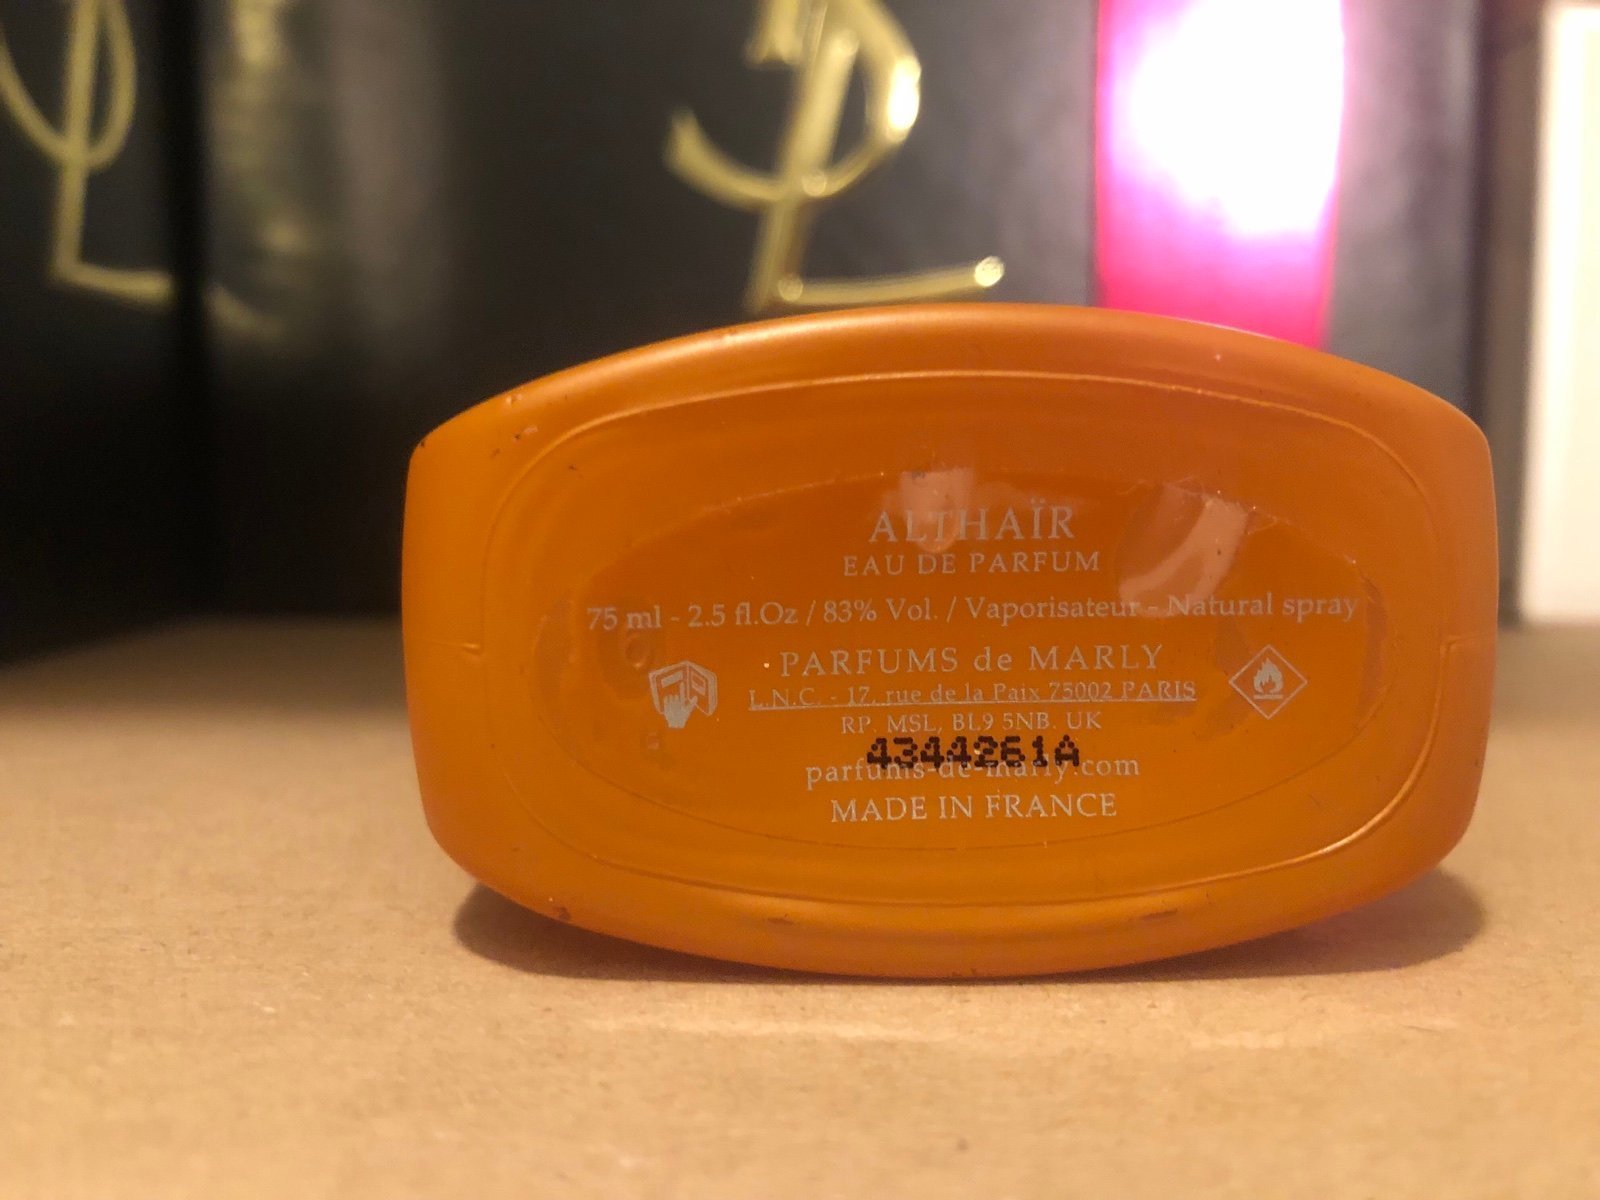 YSL
ALTHAÏR
EAU DE PARFUM
75 ml - 2.5 fl.Oz / 83% Vol. / Vaporisateur - Natural spray
PARFUMS de MARLY
L.N.C. - 17, rue de la Paix 75002 PARIS
RP. MSL, BL9 5NB. UK
4344261A
parfums-de-marly.com
MADE IN FRANCE